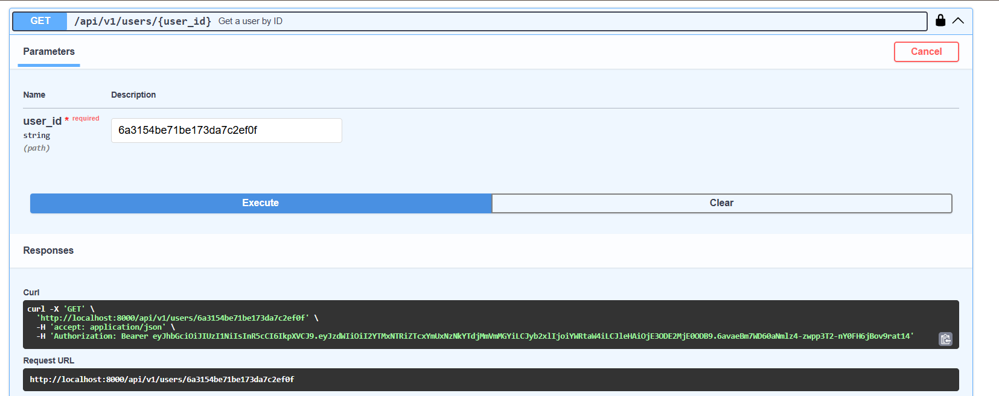 GET /api/v1/users/{user_id} Get a user by ID
Parameters
Cancel
Name Description
user_id * required
string
(path)
6a3154be71be173da7c2ef0f
Execute Clear
Responses
Curl
curl -X 'GET' \
'http://localhost:8000/api/v1/users/6a3154be71be173da7c2ef0f' \
-H 'accept: application/json' \
-H 'Authorization: Bearer eyJhbGciOiJIUzI1NiIsInR5cCI6IkpXVCJ9.eyJzdWIiOiI2YTMxNTRiZTcxYmUxNzNkYTdjMmVmMGYiLCJyb2xlIjoiYWRtaW4iLCJleHAiOjE3ODE2MjE0ODB9.6avaeBm7WD60aNmlz4-zwpp3T2-nY0FH6jBov9rat14'
Request URL
http://localhost:8000/api/v1/users/6a3154be71be173da7c2ef0f